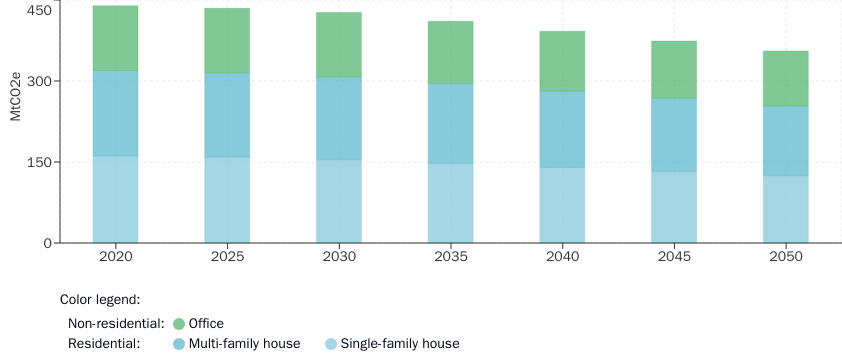 450
300
150
0
MtCO2e
2020 2025 2030 2035 2040 2045 2050
Color legend:
Non-residential: Office
Residential: Multi-family house Single-family house